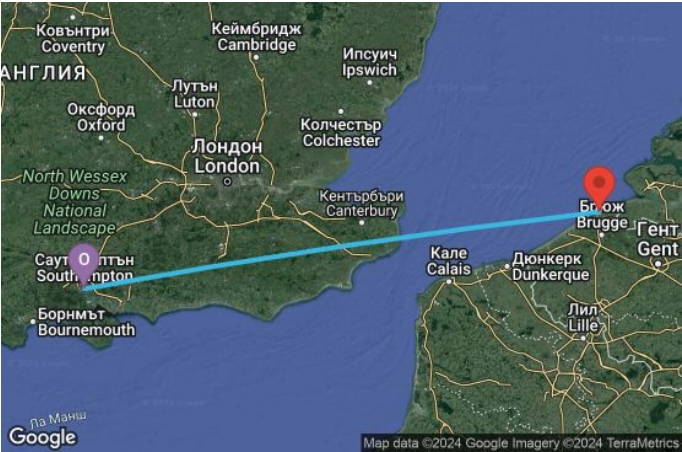 Ковънтри
Coventry
Кеймбридж
Cambridge
Ипсуич
Ipswich
АНГЛИЯ
Лутън
Luton
Оксфорд
Oxford
Колчестър
Colchester
Лондон
London
North Wessex
Downs
National
Landscape
Кентърбъри
Canterbury
Брюж
Brugge
Гент
Gent
O
Southampton
Кале
Calais
Дюнкерк
Dunkerque
Борнмът
Bournemouth
Лил
Lille
Ла Манш
Google
Map data ©2024 Google Imagery ©2024 TerraMetrics